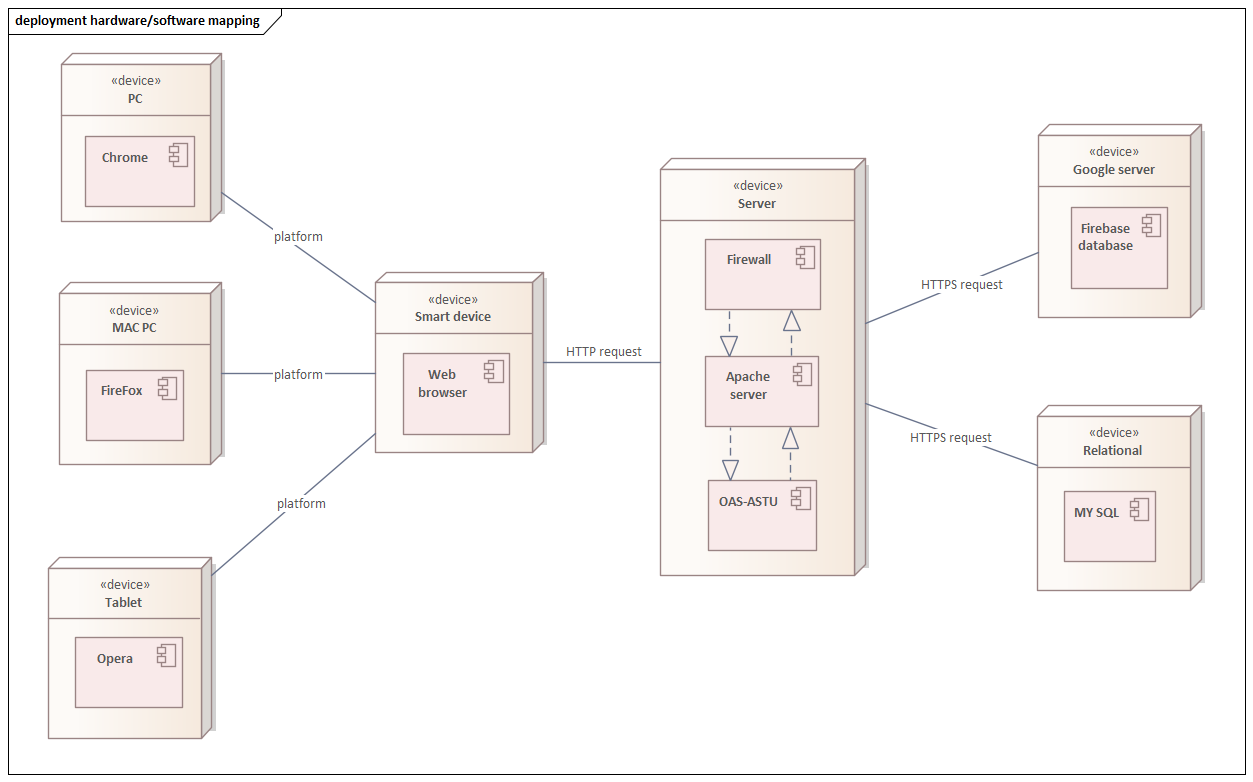 deployment hardware/software mapping
«device»
PC
Chrome
platform
«device»
MAC PC
FireFox
platform
«device»
Tablet
Opera
platform
«device»
Smart device
Web
browser
HTTP request
«device»
Server
Firewall
Apache
server
OAS-ASTU
HTTPS request
«device»
Google server
Firebase
database
HTTPS request
«device»
Relational
MY SQL